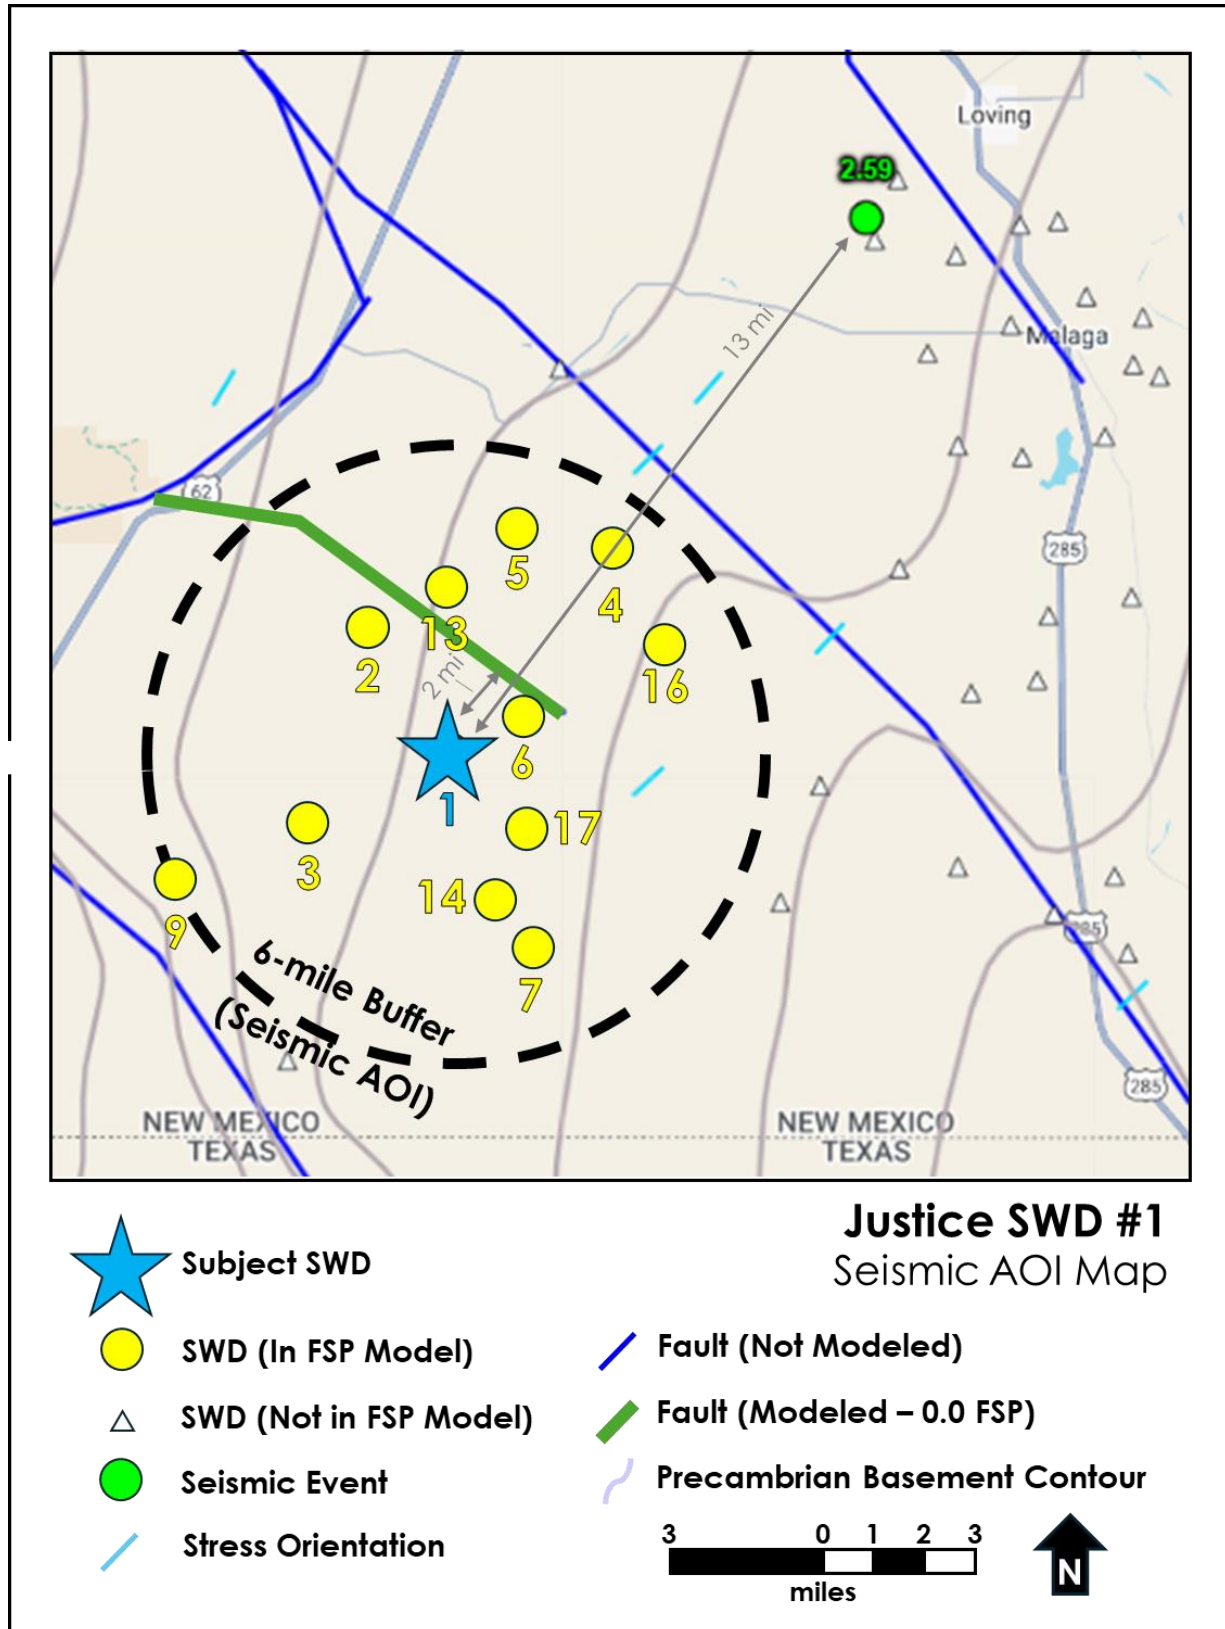 Loving
2.59
Malaga
13 mi
62
285
5
4
13
2
16
2 mi
6
1
17
3
14
9
7
6-mile Buffer
(Seismic AOI)
285
285
NEW MEXICO
TEXAS
NEW MEXICO
TEXAS
Justice SWD #1
Seismic AOI Map
Subject SWD
SWD (In FSP Model)
SWD (Not in FSP Model)
Seismic Event
Stress Orientation
Fault (Not Modeled)
Fault (Modeled – 0.0 FSP)
Precambrian Basement Contour
3 0 1 2 3
miles
N